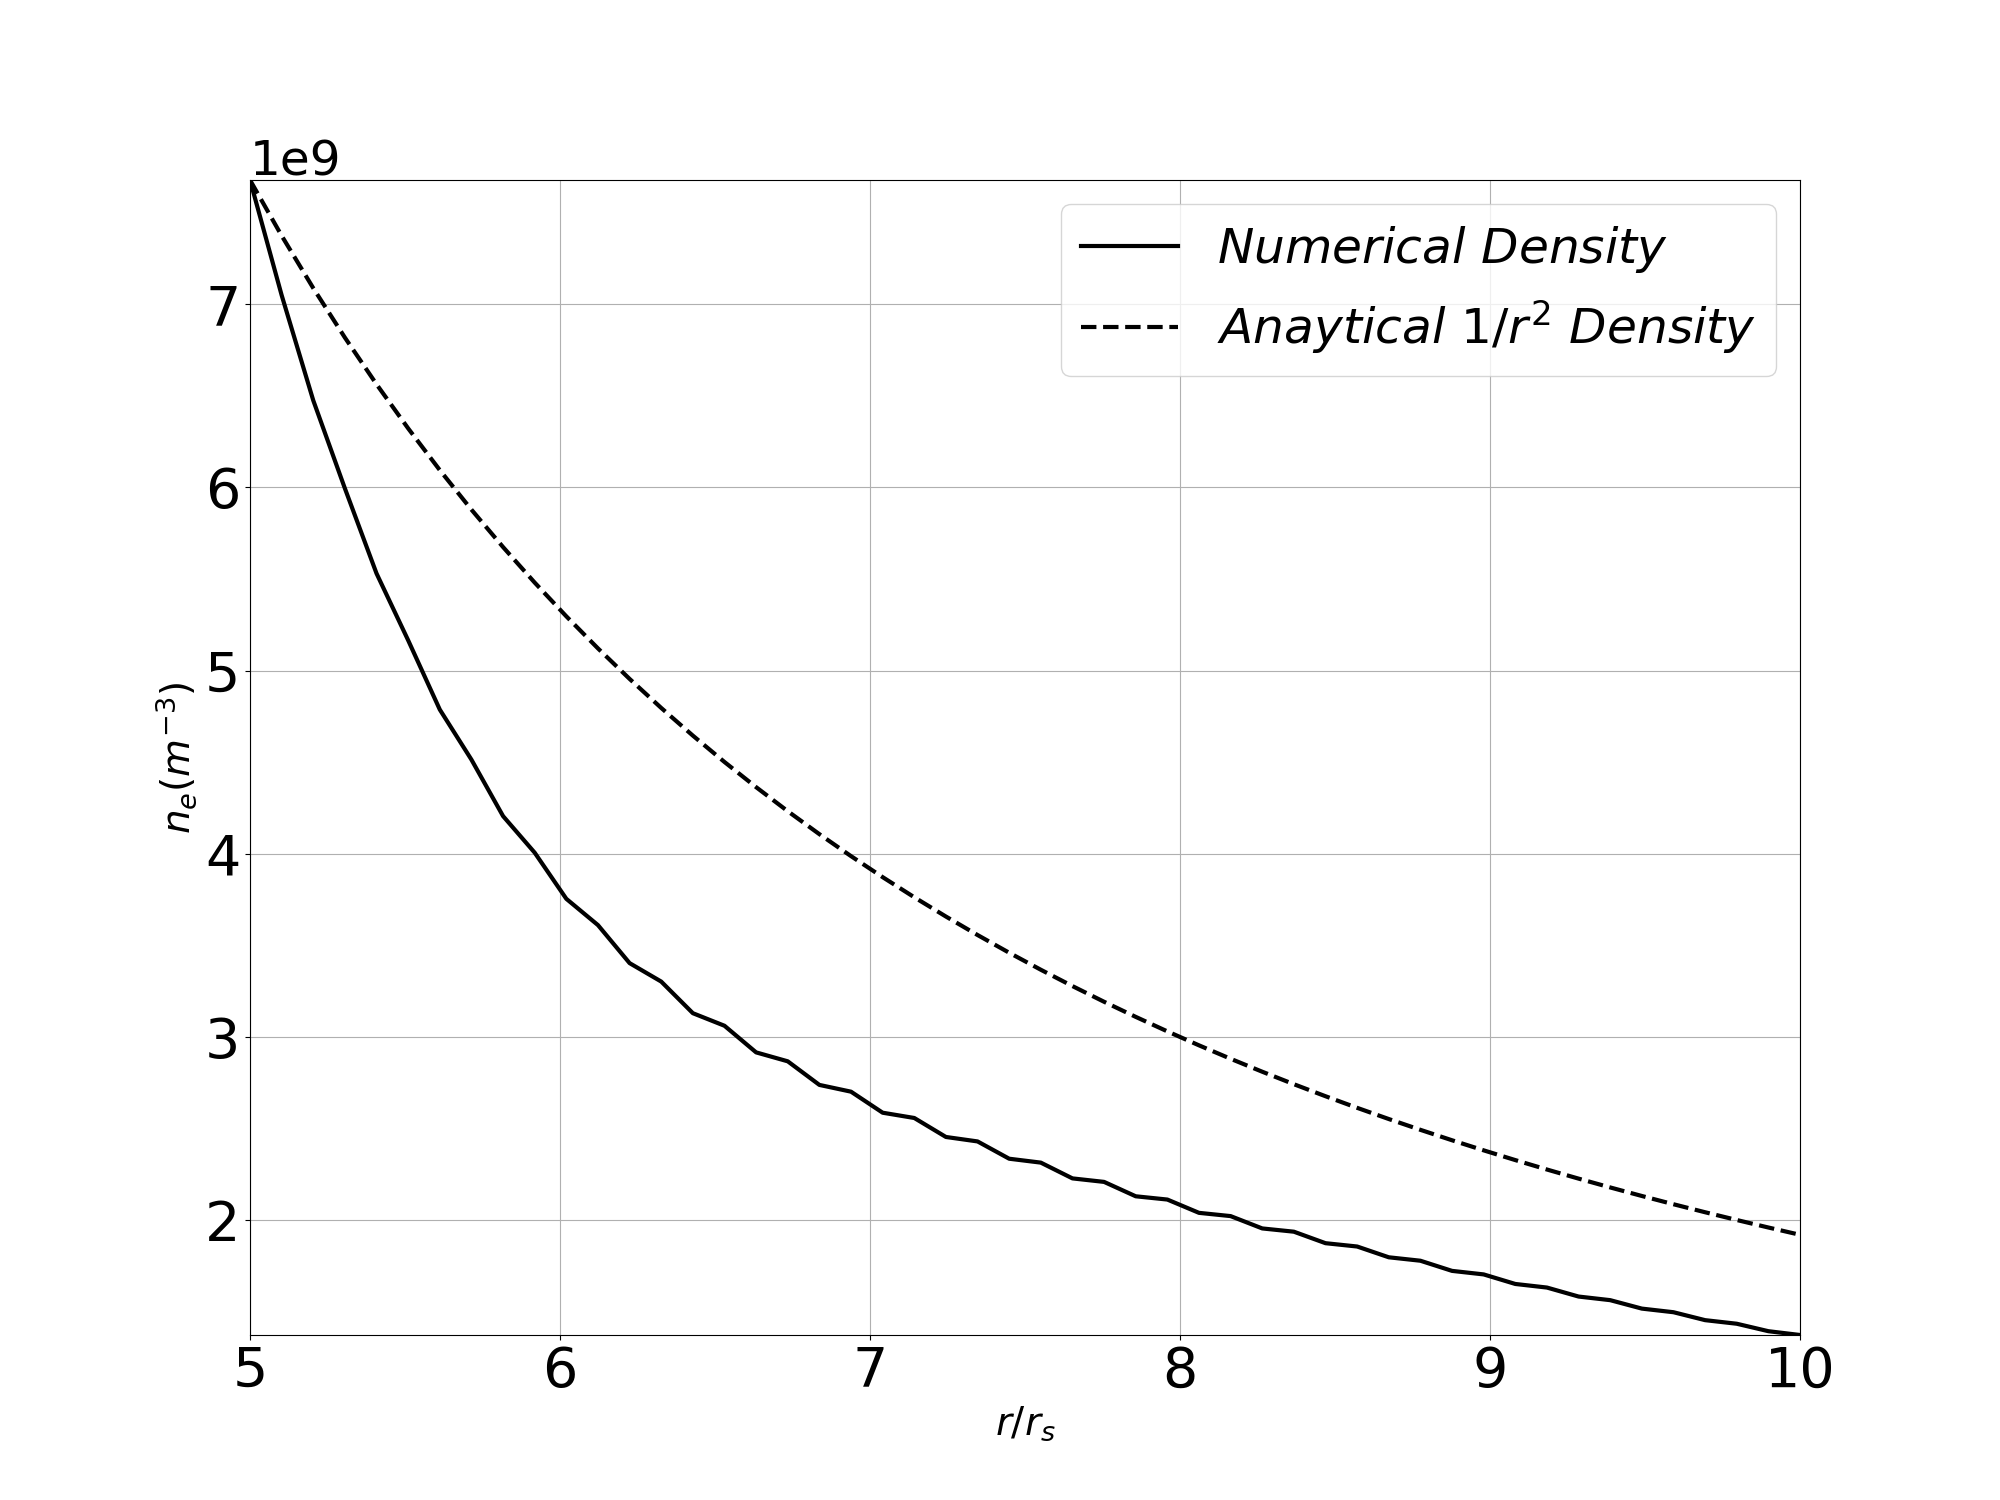 1e9
Numerical Density
Anaytical 1/r² Density
7
6
5
4
3
2
nₑ(m⁻³)
5 6 7 8 9 10
r/rₛ